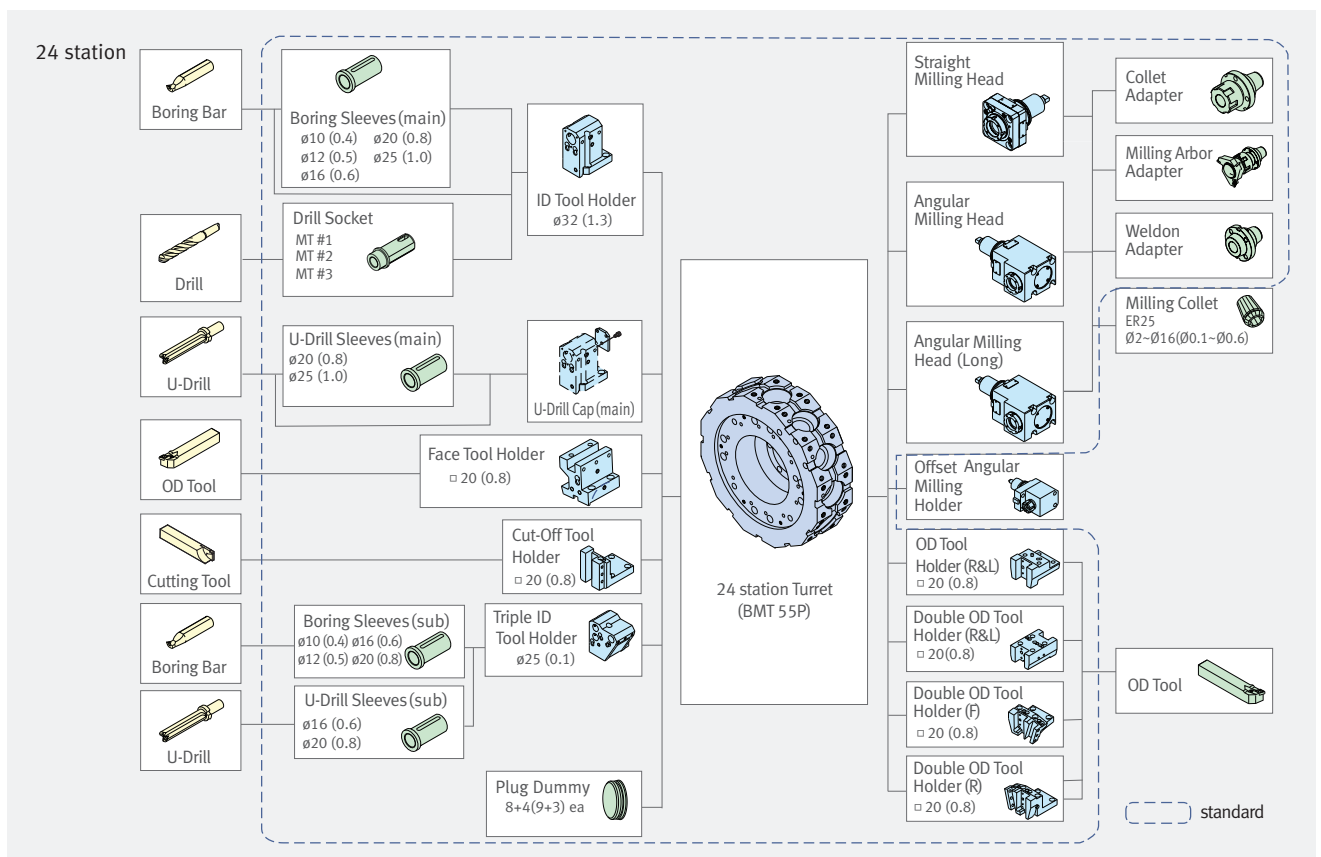 24 station
Boring Bar
Boring Sleeves (main)
ø10 (0.4) ø20 (0.8)
ø12 (0.5) ø25 (1.0)
ø16 (0.6)
ID Tool Holder
ø32 (1.3)
Drill
Drill Socket
MT #1
MT #2
MT #3
U-Drill
U-Drill Sleeves (main)
ø20 (0.8)
ø25 (1.0)
U-Drill Cap (main)
OD Tool
Face Tool Holder
□ 20 (0.8)
Cutting Tool
Cut-Off Tool
Holder
□ 20 (0.8)
Boring Bar
Boring Sleeves (sub)
ø10 (0.4) ø16 (0.6)
ø12 (0.5) ø20 (0.8)
Triple ID
Tool Holder
ø25 (0.1)
U-Drill
U-Drill Sleeves (sub)
ø16 (0.6)
ø20 (0.8)
Plug Dummy
8+4(9+3) ea
24 station Turret
(BMT 55P)
Straight
Milling Head
Angular
Milling Head
Angular Milling
Head (Long)
Offset Angular
Milling
Holder
OD Tool
Holder (R&L)
□ 20 (0.8)
Double OD Tool
Holder (R&L)
□ 20(0.8)
Double OD Tool
Holder (F)
□ 20 (0.8)
Double OD Tool
Holder (R)
□ 20 (0.8)
Collet
Adapter
Milling Arbor
Adapter
Weldon
Adapter
Milling Collet
ER25
Ø2~Ø16(Ø0.1~Ø0.6)
OD Tool
standard